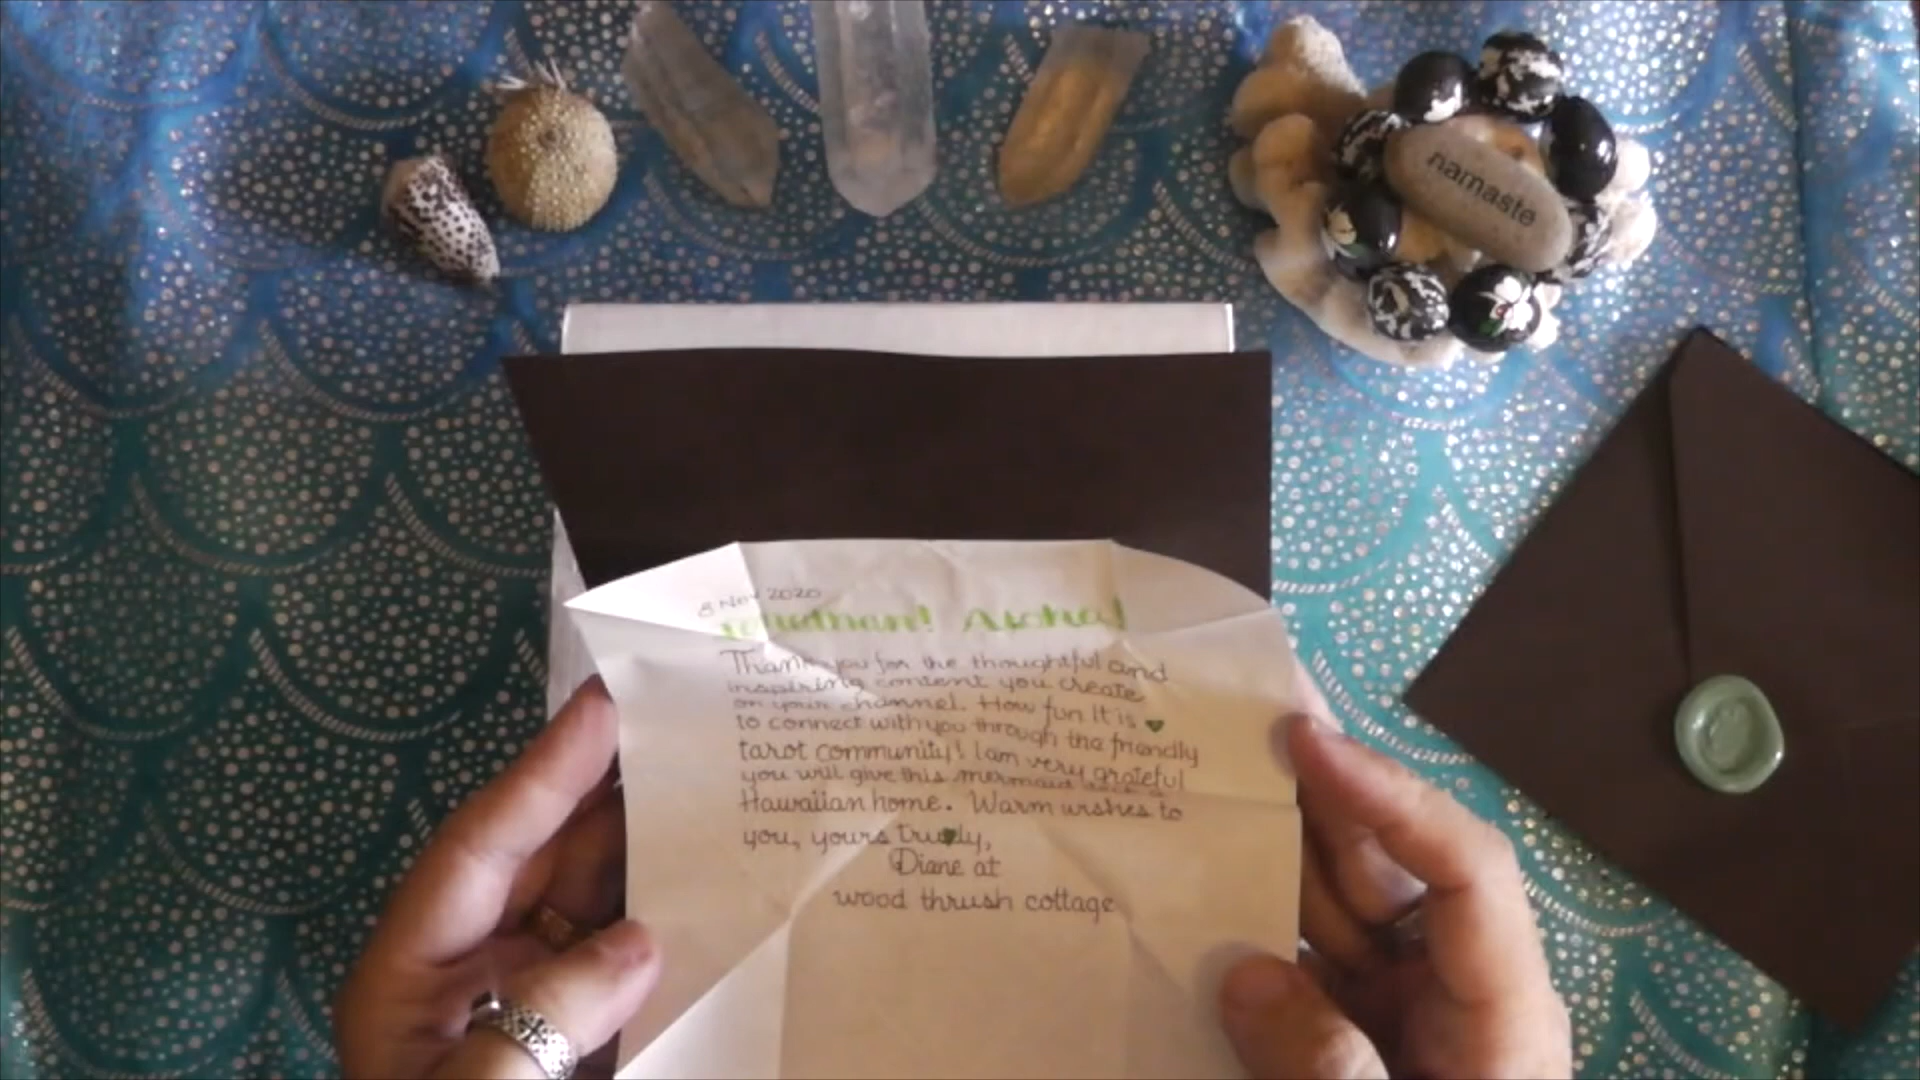 namaste
8 Nov 2020
Aloha!
Thank you for the thoughtful and
inspiring content you create
on your channel. How fun it is
to connect with you through the friendly
tarot community! I am very grateful
you will give this mermaid
Hawaiian home. Warm wishes to
you, yours truly,
Diane at
wood thrush cottage